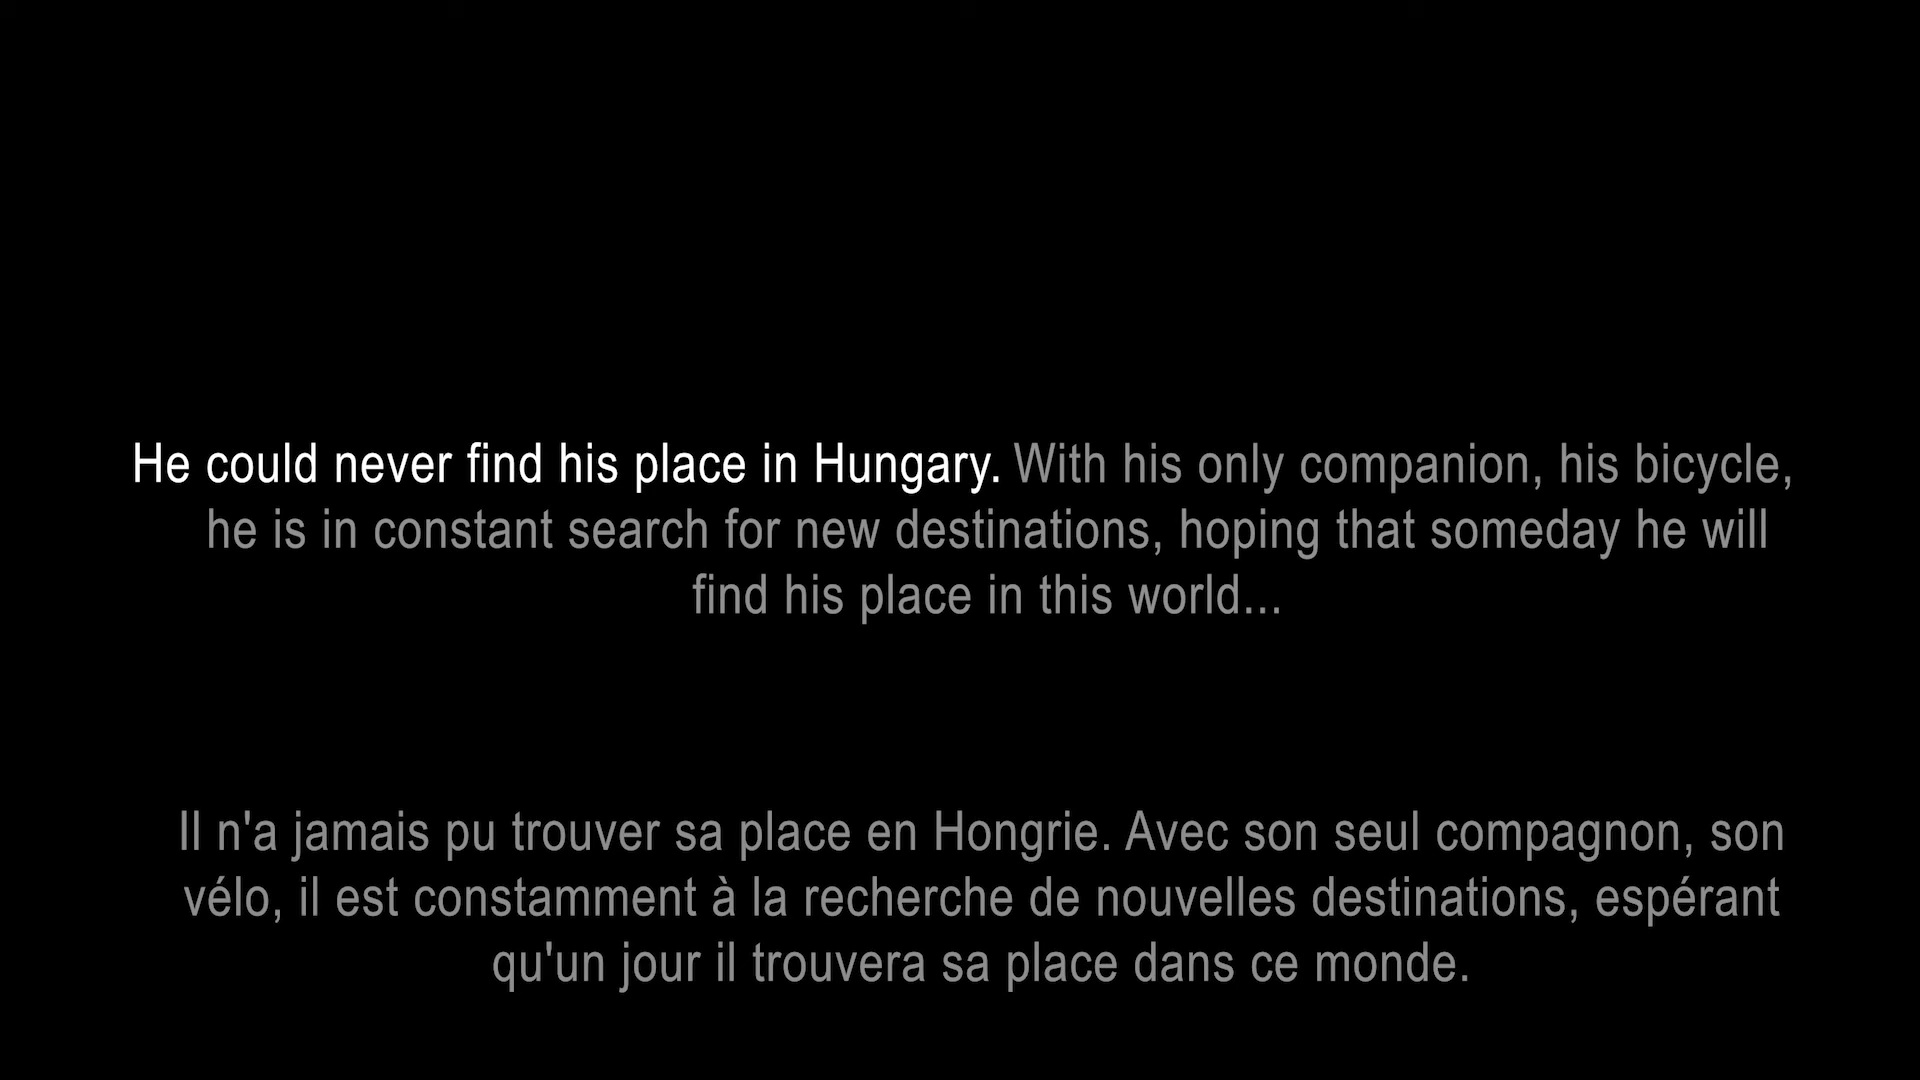 He could never find his place in Hungary. With his only companion, his bicycle,
he is in constant search for new destinations, hoping that someday he will
find his place in this world...
Il n'a jamais pu trouver sa place en Hongrie. Avec son seul compagnon, son
vélo, il est constamment à la recherche de nouvelles destinations, espérant
qu'un jour il trouvera sa place dans ce monde.